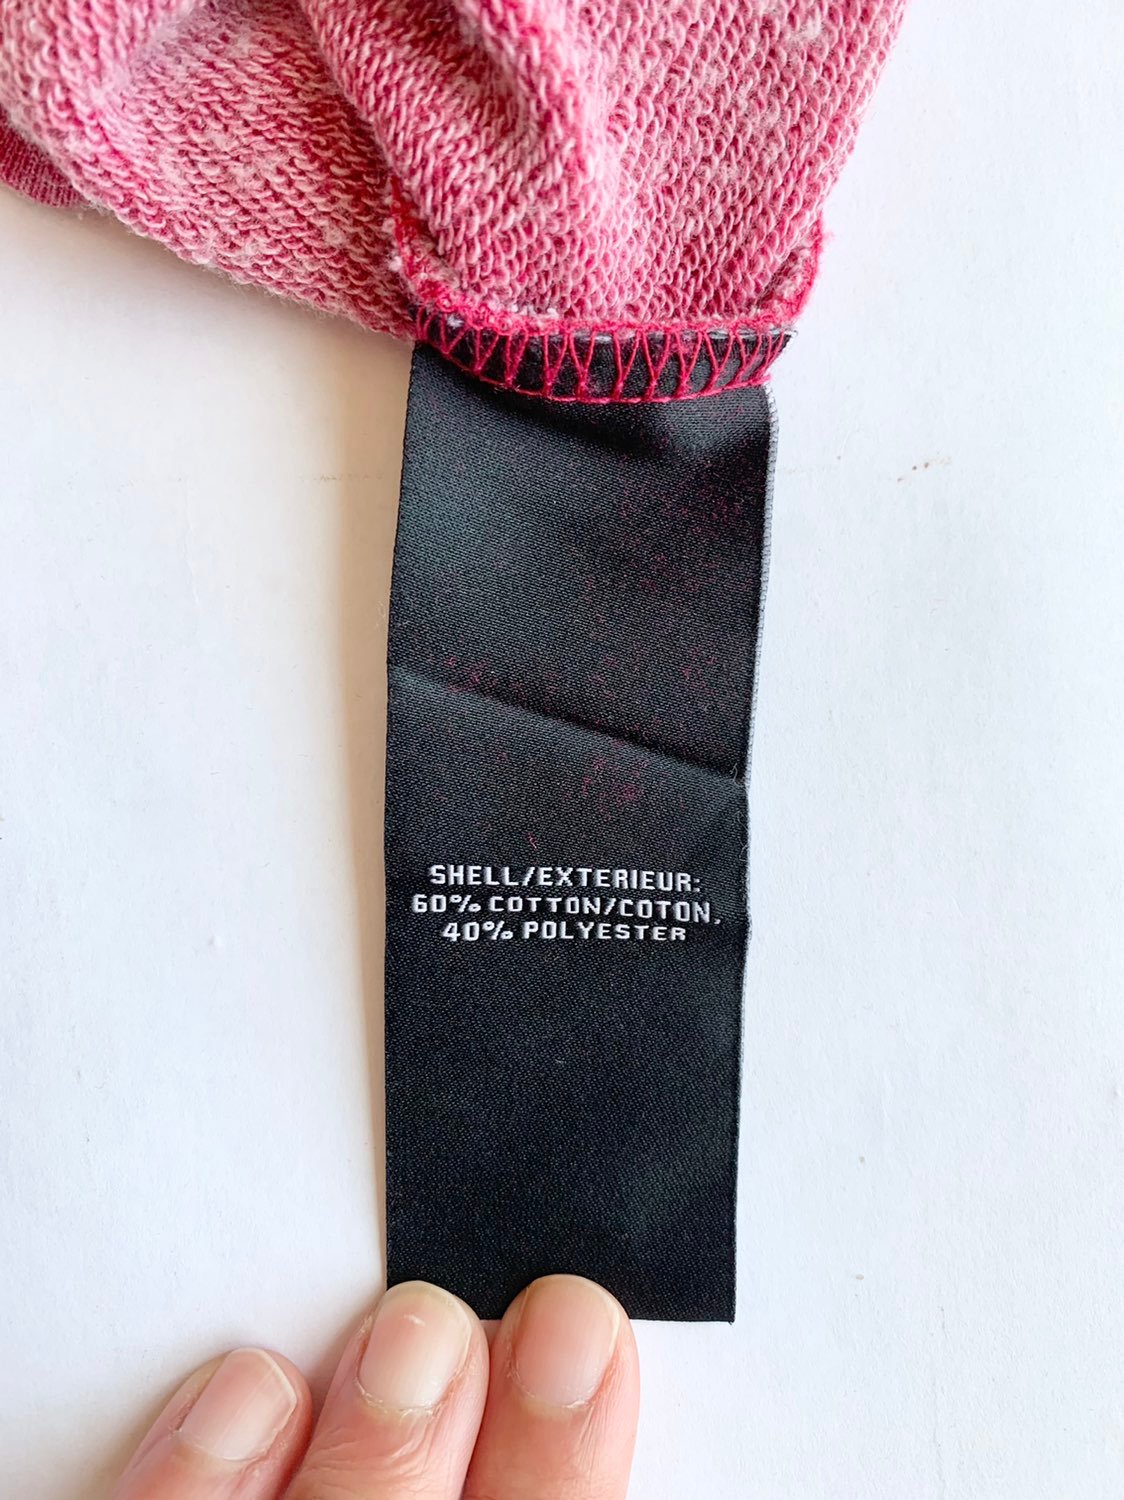 SHELL/EXTERIEUR:
60% COTTON/COTON,
40% POLYESTER